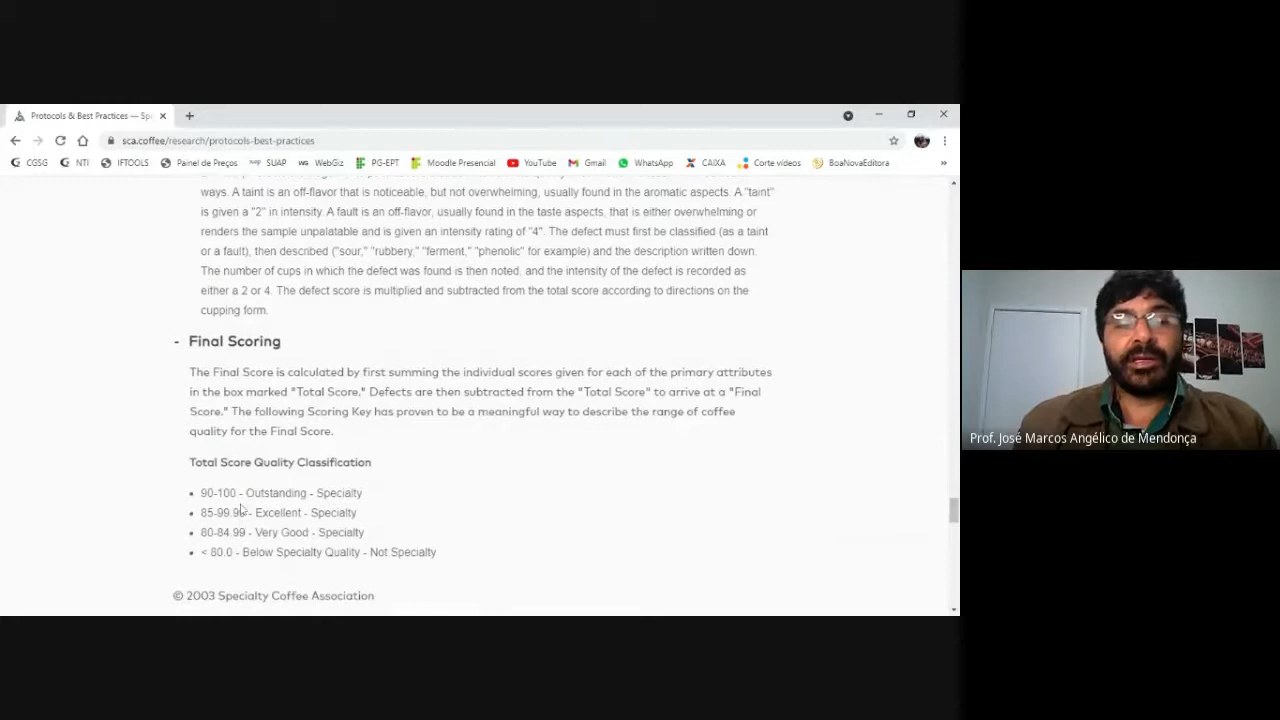 Protocols & Best Practices — Sp
sca.coffee/research/protocols-best-practices
CGSG NTI IFTOOLS Painel de Preços SUAP WebGiz PG-EPT Moodle Presencial YouTube Gmail WhatsApp CAIXA Corte vídeos BoaNovaEditora »
ways. A taint is an off-flavor that is noticeable, but not overwhelming, usually found in the aromatic aspects. A "taint"
is given a "2" in intensity. A fault is an off-flavor, usually found in the taste aspects, that is either overwhelming or
renders the sample unpalatable and is given an intensity rating of "4". The defect must first be classified (as a taint
or a fault), then described ("sour," "rubbery," "ferment," "phenolic" for example) and the description written down.
The number of cups in which the defect was found is then noted, and the intensity of the defect is recorded as
either a 2 or 4. The defect score is multiplied and subtracted from the total score according to directions on the
cupping form.
- Final Scoring
The Final Score is calculated by first summing the individual scores given for each of the primary attributes
in the box marked "Total Score." Defects are then subtracted from the "Total Score" to arrive at a "Final
Score." The following Scoring Key has proven to be a meaningful way to describe the range of coffee
quality for the Final Score.
Total Score Quality Classification
• 90-100 - Outstanding - Specialty
• 85-99.99 - Excellent - Specialty
• 80-84.99 - Very Good - Specialty
• < 80.0 - Below Specialty Quality - Not Specialty
© 2003 Specialty Coffee Association
Prof. José Marcos Angélico de Mendonça